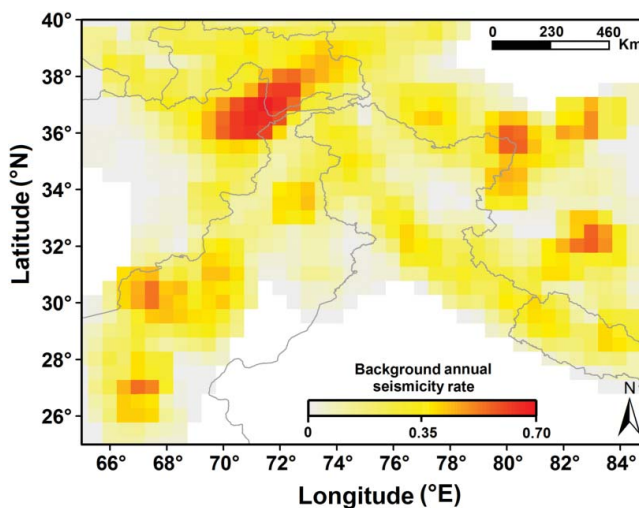 40°
38°
36°
34°
32°
30°
28°
26°
Latitude (°N)
0 230 460
Km
Background annual
seismicity rate
0 0.35 0.70
N
66° 68° 70° 72° 74° 76° 78° 80° 82° 84°
Longitude (°E)